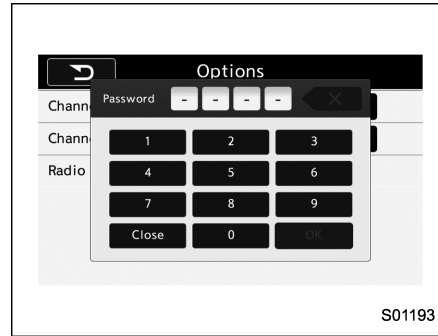 Options
Chann
Password - - - -
Chann
1 2 3
Radio
4 5 6
7 8 9
Close 0 OK
S01193